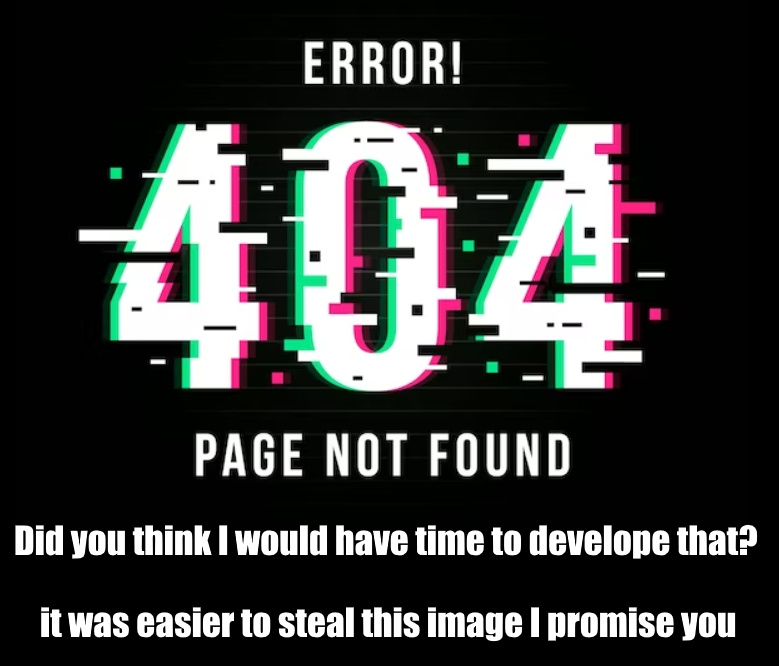 ERROR!
404
PAGE NOT FOUND
Did you think I would have time to develope that?
it was easier to steal this image I promise you